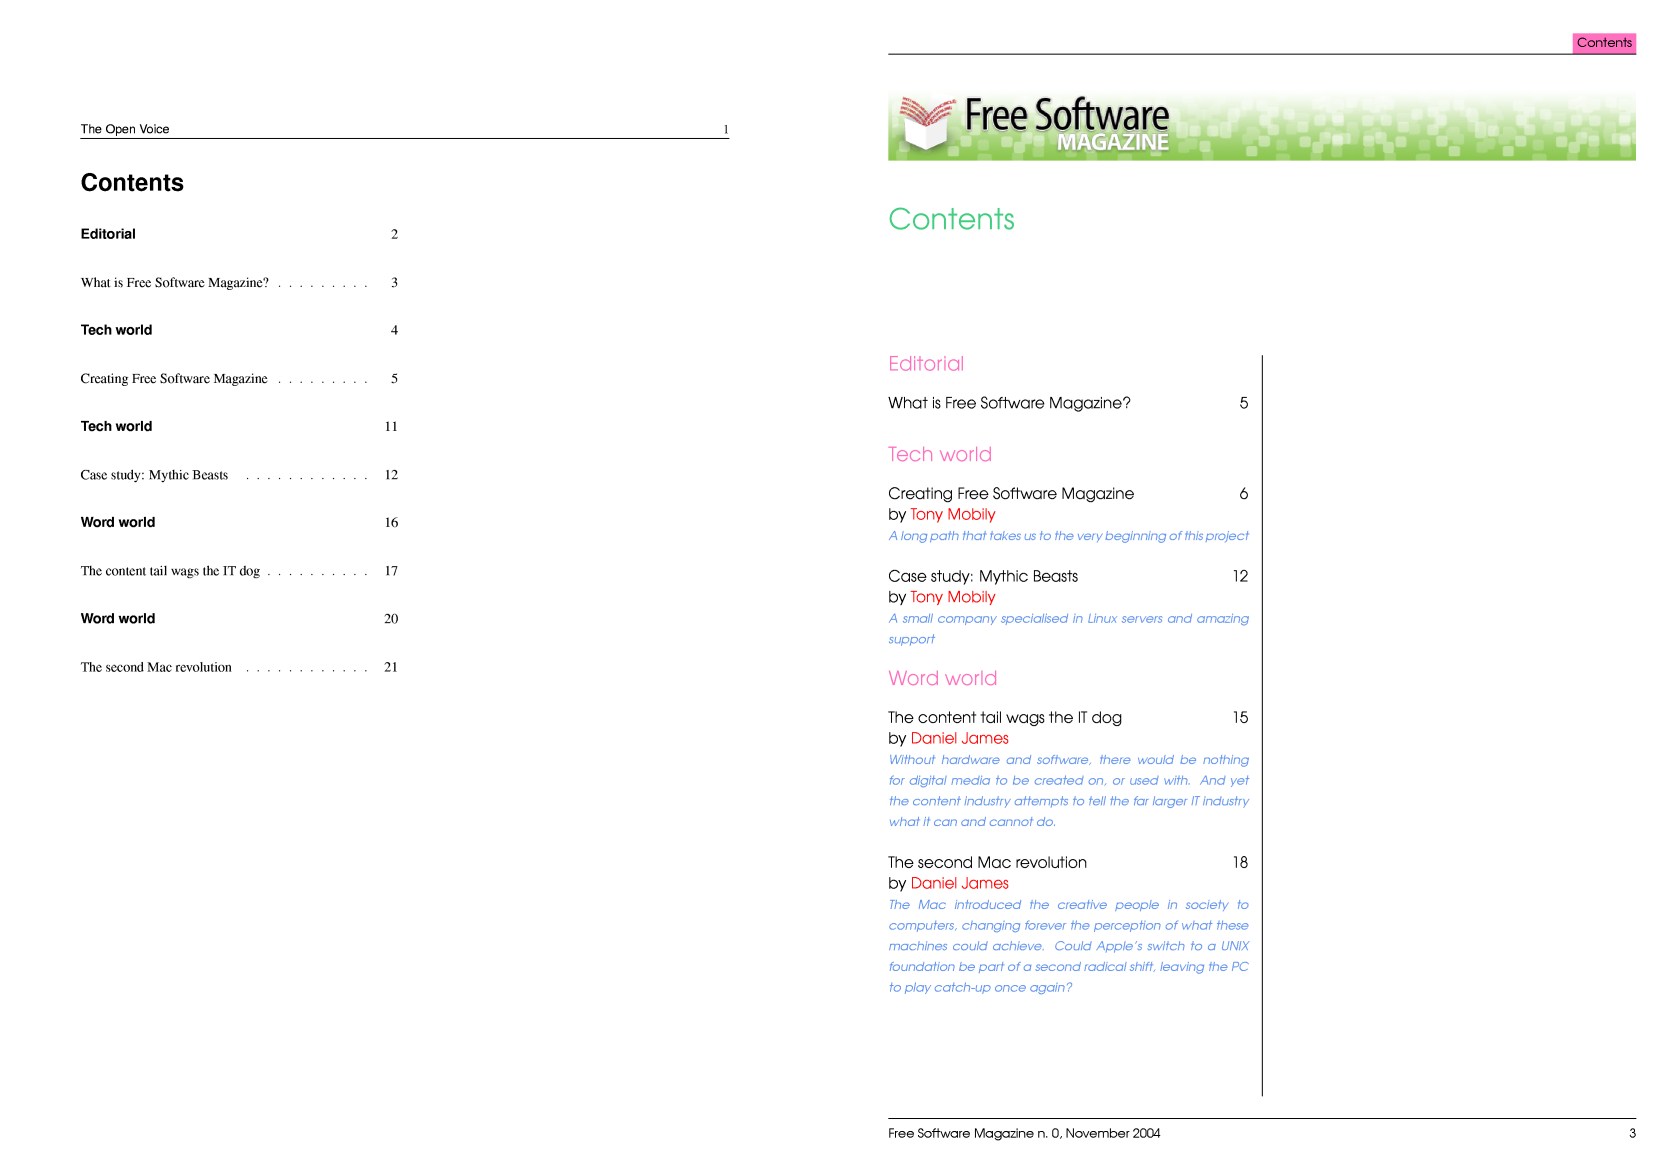 The Open Voice 1
Contents
Editorial 2
What is Free Software Magazine? . . . . . . . . . 3
Tech world 4
Creating Free Software Magazine . . . . . . . . . 5
Tech world 11
Case study: Mythic Beasts . . . . . . . . . . . . 12
Word world 16
The content tail wags the IT dog . . . . . . . . . . 17
Word world 20
The second Mac revolution . . . . . . . . . . . . 21
Contents
Free Software
MAGAZINE
Contents
Editorial
What is Free Software Magazine? 5
Tech world
Creating Free Software Magazine 6
by Tony Mobily
A long path that takes us to the very beginning of this project
Case study: Mythic Beasts 12
by Tony Mobily
A small company specialised in Linux servers and amazing
support
Word world
The content tail wags the IT dog 15
by Daniel James
Without hardware and software, there would be nothing
for digital media to be created on, or used with. And yet
the content industry attempts to tell the far larger IT industry
what it can and cannot do.
The second Mac revolution 18
by Daniel James
The Mac introduced the creative people in society to
computers, changing forever the perception of what these
machines could achieve. Could Apple's switch to a UNIX
foundation be part of a second radical shift, leaving the PC
to play catch-up once again?
Free Software Magazine n. 0, November 2004 3